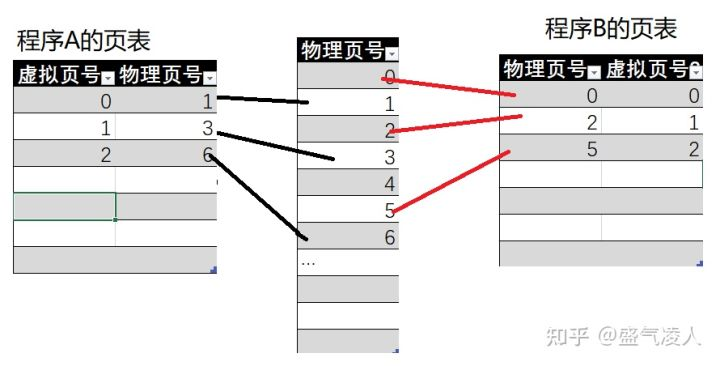 程序A的页表
虚拟页号 物理页号
0 1
1 3
2 6
物理页号
0
1
2
3
4
5
6
...
程序B的页表
物理页号 虚拟页号
0 0
2 1
5 2
知乎 @盛气凌人